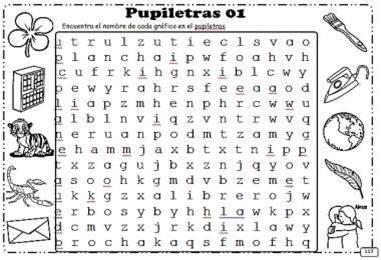 Pupiletras 01
Encuentra el nombre de cada gráfico en el pupiletras
u t r u l z u t i e c l s v a o
p l a n c h a i p w f o a h v h
c u f r k i h g n x i b l c w y
p e w y r a h r s f e e a a o d
l i a p z m h e n p h r c w w u
a l b l n v i q z v n t r w v q
n e r u a n p o d m t z a m y g
e h a m m j a x b t x t n i p p
t x z a g u j b x z n j q y o v
a s o o h k g m d v b z e m e t
u k k g z x a l i b r e r o j w
e r b o s y b y h h l a w k p x
d c m v z x j r k d i x l a w y
b r o c h a k a q s f m o f h q
117